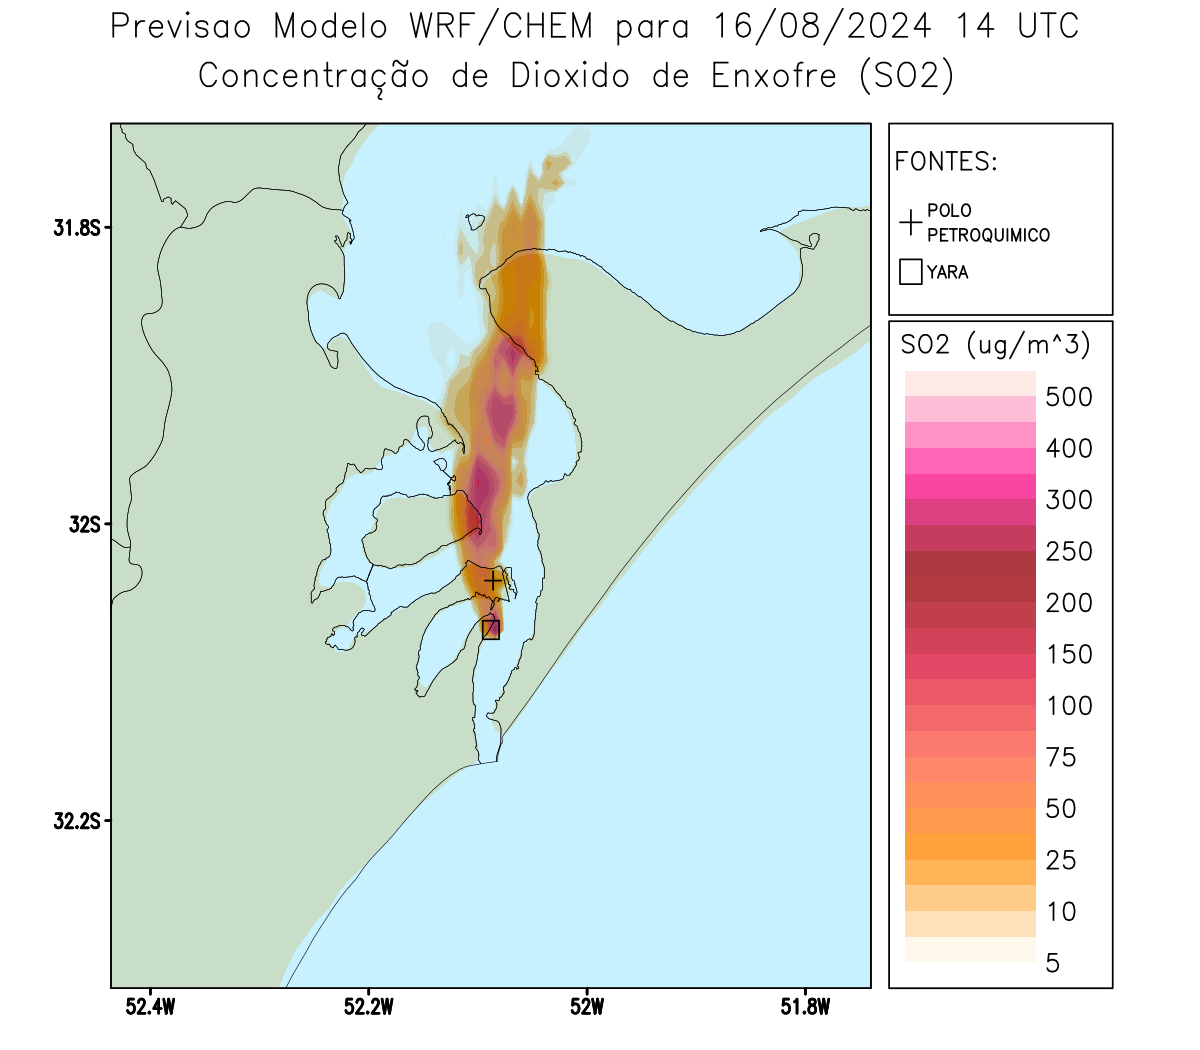 Previsao Modelo WRF/CHEM para 16/08/2024 14 UTC
Concentração de Dioxido de Enxofre (SO2)
FONTES:
POLO
PETROQUIMICO
YARA
SO2 (ug/m^3)
500
400
300
250
200
150
100
75
50
25
10
5
31.8S
32S
32.2S
52.4W
52.2W
52W
51.8W